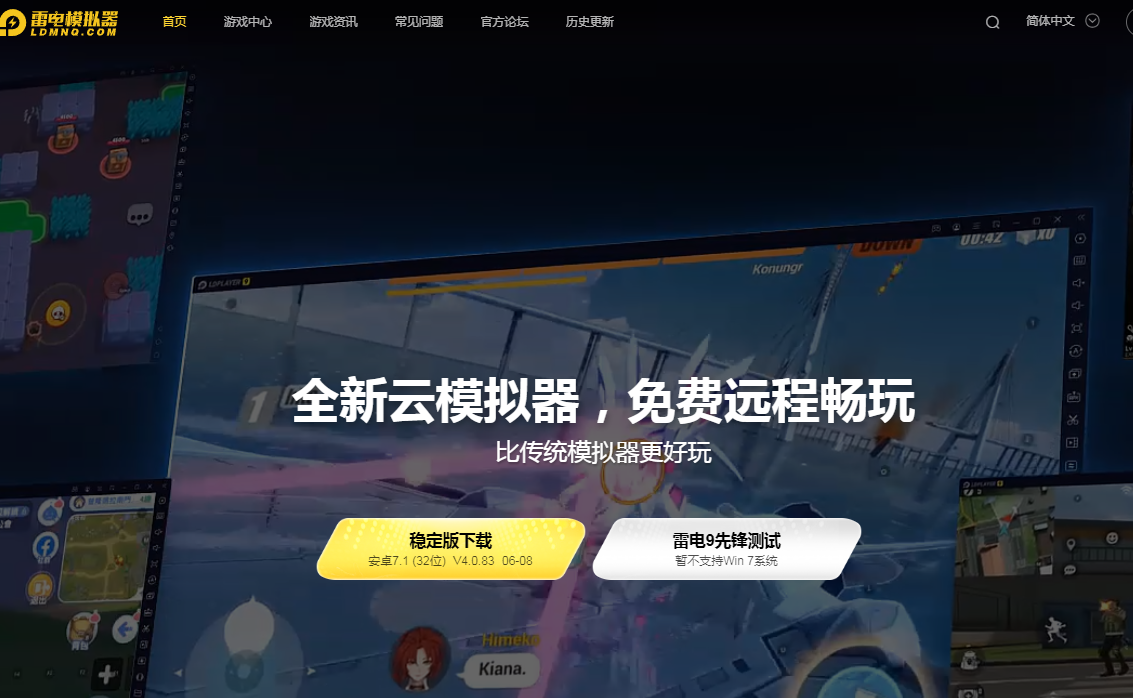 雷电模拟器
LDMNQ.COM
首页
游戏中心
游戏资讯
常见问题
官方论坛
历史更新
简体中文
LDPLAYER 9
DOWN
00:42
X0
Konungr
1
全新云模拟器，免费远程畅玩
比传统模拟器更好玩
稳定版下载
安卓7.1 (32位) V4.0.83 06-08
雷电9先锋测试
暂不支持Win 7系统
LDPLAYER
Himeko
Kiana.